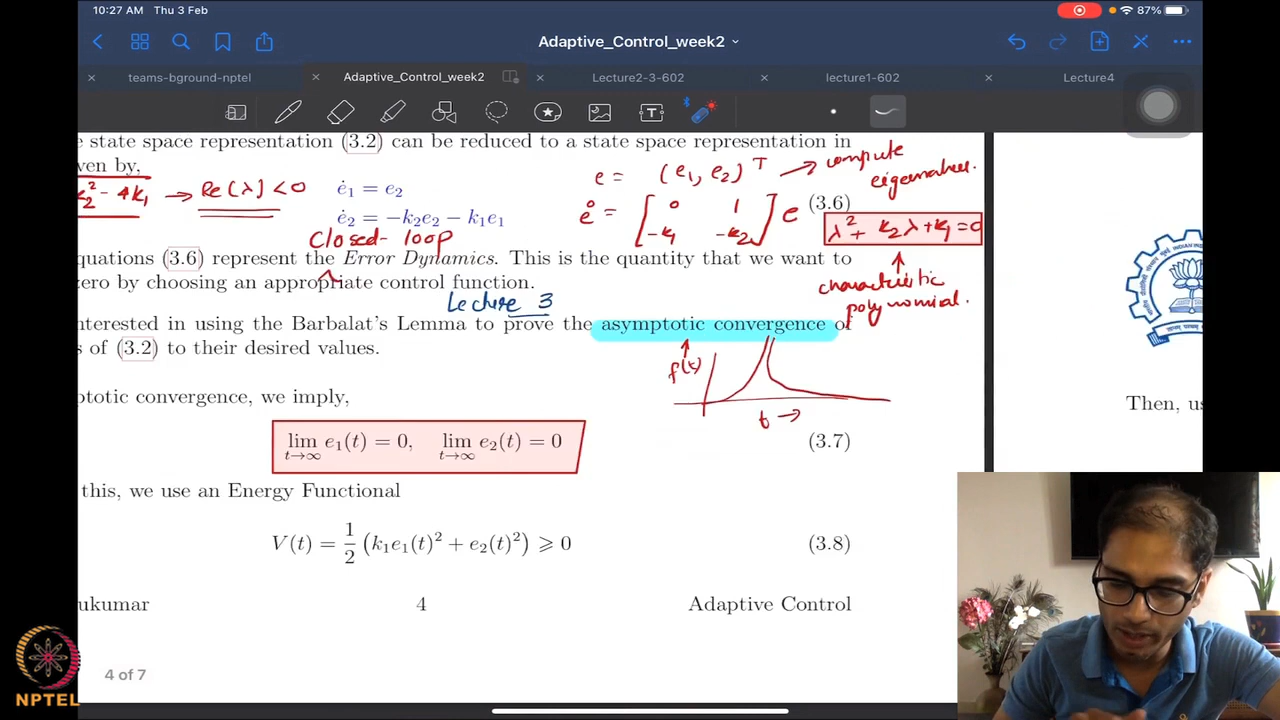 10:27 AM Thu 3 Feb
87%
Adaptive_Control_week2
teams-bground-nptel
Adaptive_Control_week2
Lecture2-3-602
lecture1-602
Lecture4
e state space representation (3.2) can be reduced to a state space representation in
ven by,
k₂² - 4k₁ → Re(λ) < 0
ė₁ = e₂
ė₂ = −k₂e₂ − k₁e₁
(3.6)
e = (e₁, e₂)ᵀ → compute eigenvalues.
ė = [0 1
-k₁ -k₂] e
λ² + k₂λ + k₁ = 0
characteristic
polynomial.
closed-loop
quations (3.6) represent the Error Dynamics. This is the quantity that we want to
zero by choosing an appropriate control function.
Lecture 3
nterested in using the Barbalat's Lemma to prove the asymptotic convergence of
s of (3.2) to their desired values.
f(t)
t →
ptotic convergence, we imply,
lim e₁(t) = 0, lim e₂(t) = 0
t→∞ t→∞
(3.7)
this, we use an Energy Functional
V(t) = 1/2 (k₁e₁(t)² + e₂(t)²) ⩾ 0
(3.8)
ukumar
4
Adaptive Control
4 of 7
Then, us
NPTEL